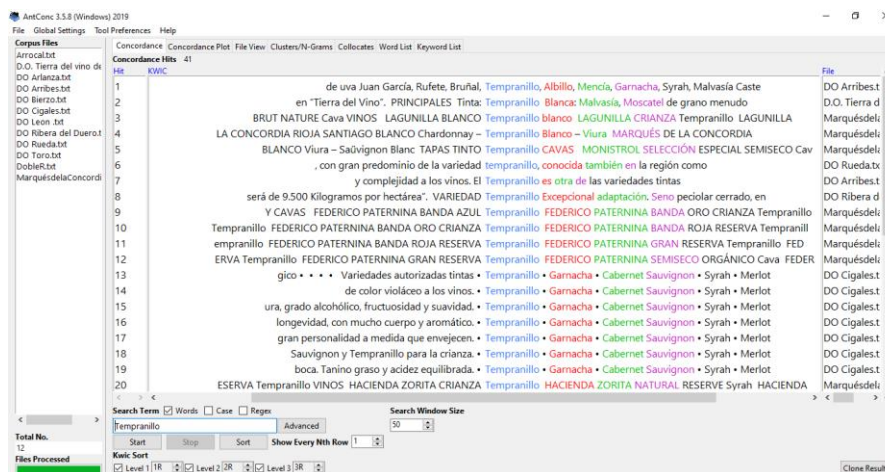 AntConc 3.5.8 (Windows) 2019
File Global Settings Tool Preferences Help
Corpus Files
Arrocal.txt
D.O. Tierra del vino de
DO Arlanza.txt
DO Arribes.txt
DO Bierzo.txt
DO Cigales.txt
DO Leon .txt
DO Ribera del Duero.t
DO Rueda.txt
DO Toro.txt
DobleR.txt
MarquésdelaConcordi
Total No.
12
Files Processed
Concordance Concordance Plot File View Clusters/N-Grams Collocates Word List Keyword List
Concordance Hits 41
Hit KWIC File
1 de uva Juan García, Rufete, Bruñal, Tempranillo, Albillo, Mencía, Garnacha, Syrah, Malvasía Caste DO Arribes.t
2 en "Tierra del Vino". PRINCIPALES Tinta: Tempranillo Blanca: Malvasía, Moscatel de grano menudo D.O. Tierra d
3 BRUT NATURE Cava VINOS LAGUNILLA BLANCO Tempranillo blanco LAGUNILLA CRIANZA Tempranillo LAGUNILLA Marquésdela
4 LA CONCORDIA RIOJA SANTIAGO BLANCO Chardonnay – Tempranillo Blanco – Viura MARQUÉS DE LA CONCORDIA Marquésdela
5 BLANCO Viura – Saüvignon Blanc TAPAS TINTO Tempranillo CAVAS MONISTROL SELECCIÓN ESPECIAL SEMISECO Cav Marquésdela
6 , con gran predominio de la variedad tempranillo, conocida también en la región como DO Rueda.tx
7 y complejidad a los vinos. El Tempranillo es otra de las variedades tintas DO Arribes.t
8 será de 9.500 Kilogramos por hectárea". VARIEDAD Tempranillo Excepcional adaptación. Seno peciolar cerrado, en DO Ribera d
9 Y CAVAS FEDERICO PATERNINA BANDA AZUL Tempranillo FEDERICO PATERNINA BANDA ORO CRIANZA Tempranillo Marquésdela
10 Tempranillo FEDERICO PATERNINA BANDA ORO CRIANZA Tempranillo FEDERICO PATERNINA BANDA ROJA RESERVA Tempranill Marquésdela
11 empranillo FEDERICO PATERNINA BANDA ROJA RESERVA Tempranillo FEDERICO PATERNINA GRAN RESERVA Tempranillo FED Marquésdela
12 ERVA Tempranillo FEDERICO PATERNINA GRAN RESERVA Tempranillo FEDERICO PATERNINA SEMISECO ORGÁNICO Cava FEDER Marquésdela
13 gico • • • • Variedades autorizadas tintas • Tempranillo • Garnacha • Cabernet Sauvignon • Syrah • Merlot DO Cigales.t
14 de color violáceo a los vinos. • Tempranillo • Garnacha • Cabernet Sauvignon • Syrah • Merlot DO Cigales.t
15 ura, grado alcohólico, fructuosidad y suavidad. • Tempranillo • Garnacha • Cabernet Sauvignon • Syrah • Merlot DO Cigales.t
16 longevidad, con mucho cuerpo y aromático. • Tempranillo • Garnacha • Cabernet Sauvignon • Syrah • Merlot DO Cigales.t
17 gran personalidad a medida que envejecen. • Tempranillo • Garnacha • Cabernet Sauvignon • Syrah • Merlot DO Cigales.t
18 Sauvignon y Tempranillo para la crianza. • Tempranillo • Garnacha • Cabernet Sauvignon • Syrah • Merlot DO Cigales.t
19 boca. Tanino graso y acidez equilibrada. • Tempranillo • Garnacha • Cabernet Sauvignon • Syrah • Merlot DO Cigales.t
20 ESERVA Tempranillo VINOS HACIENDA ZORITA CRIANZA Tempranillo HACIENDA ZORITA NATURAL RESERVE Syrah HACIENDA Marquésdela
Search Term Words Case Regex Search Window Size
Tempranillo Advanced 50
Start Stop Sort Show Every Nth Row 1
Kwic Sort
Level 1 1R Level 2 2R Level 3 3R Clone Result